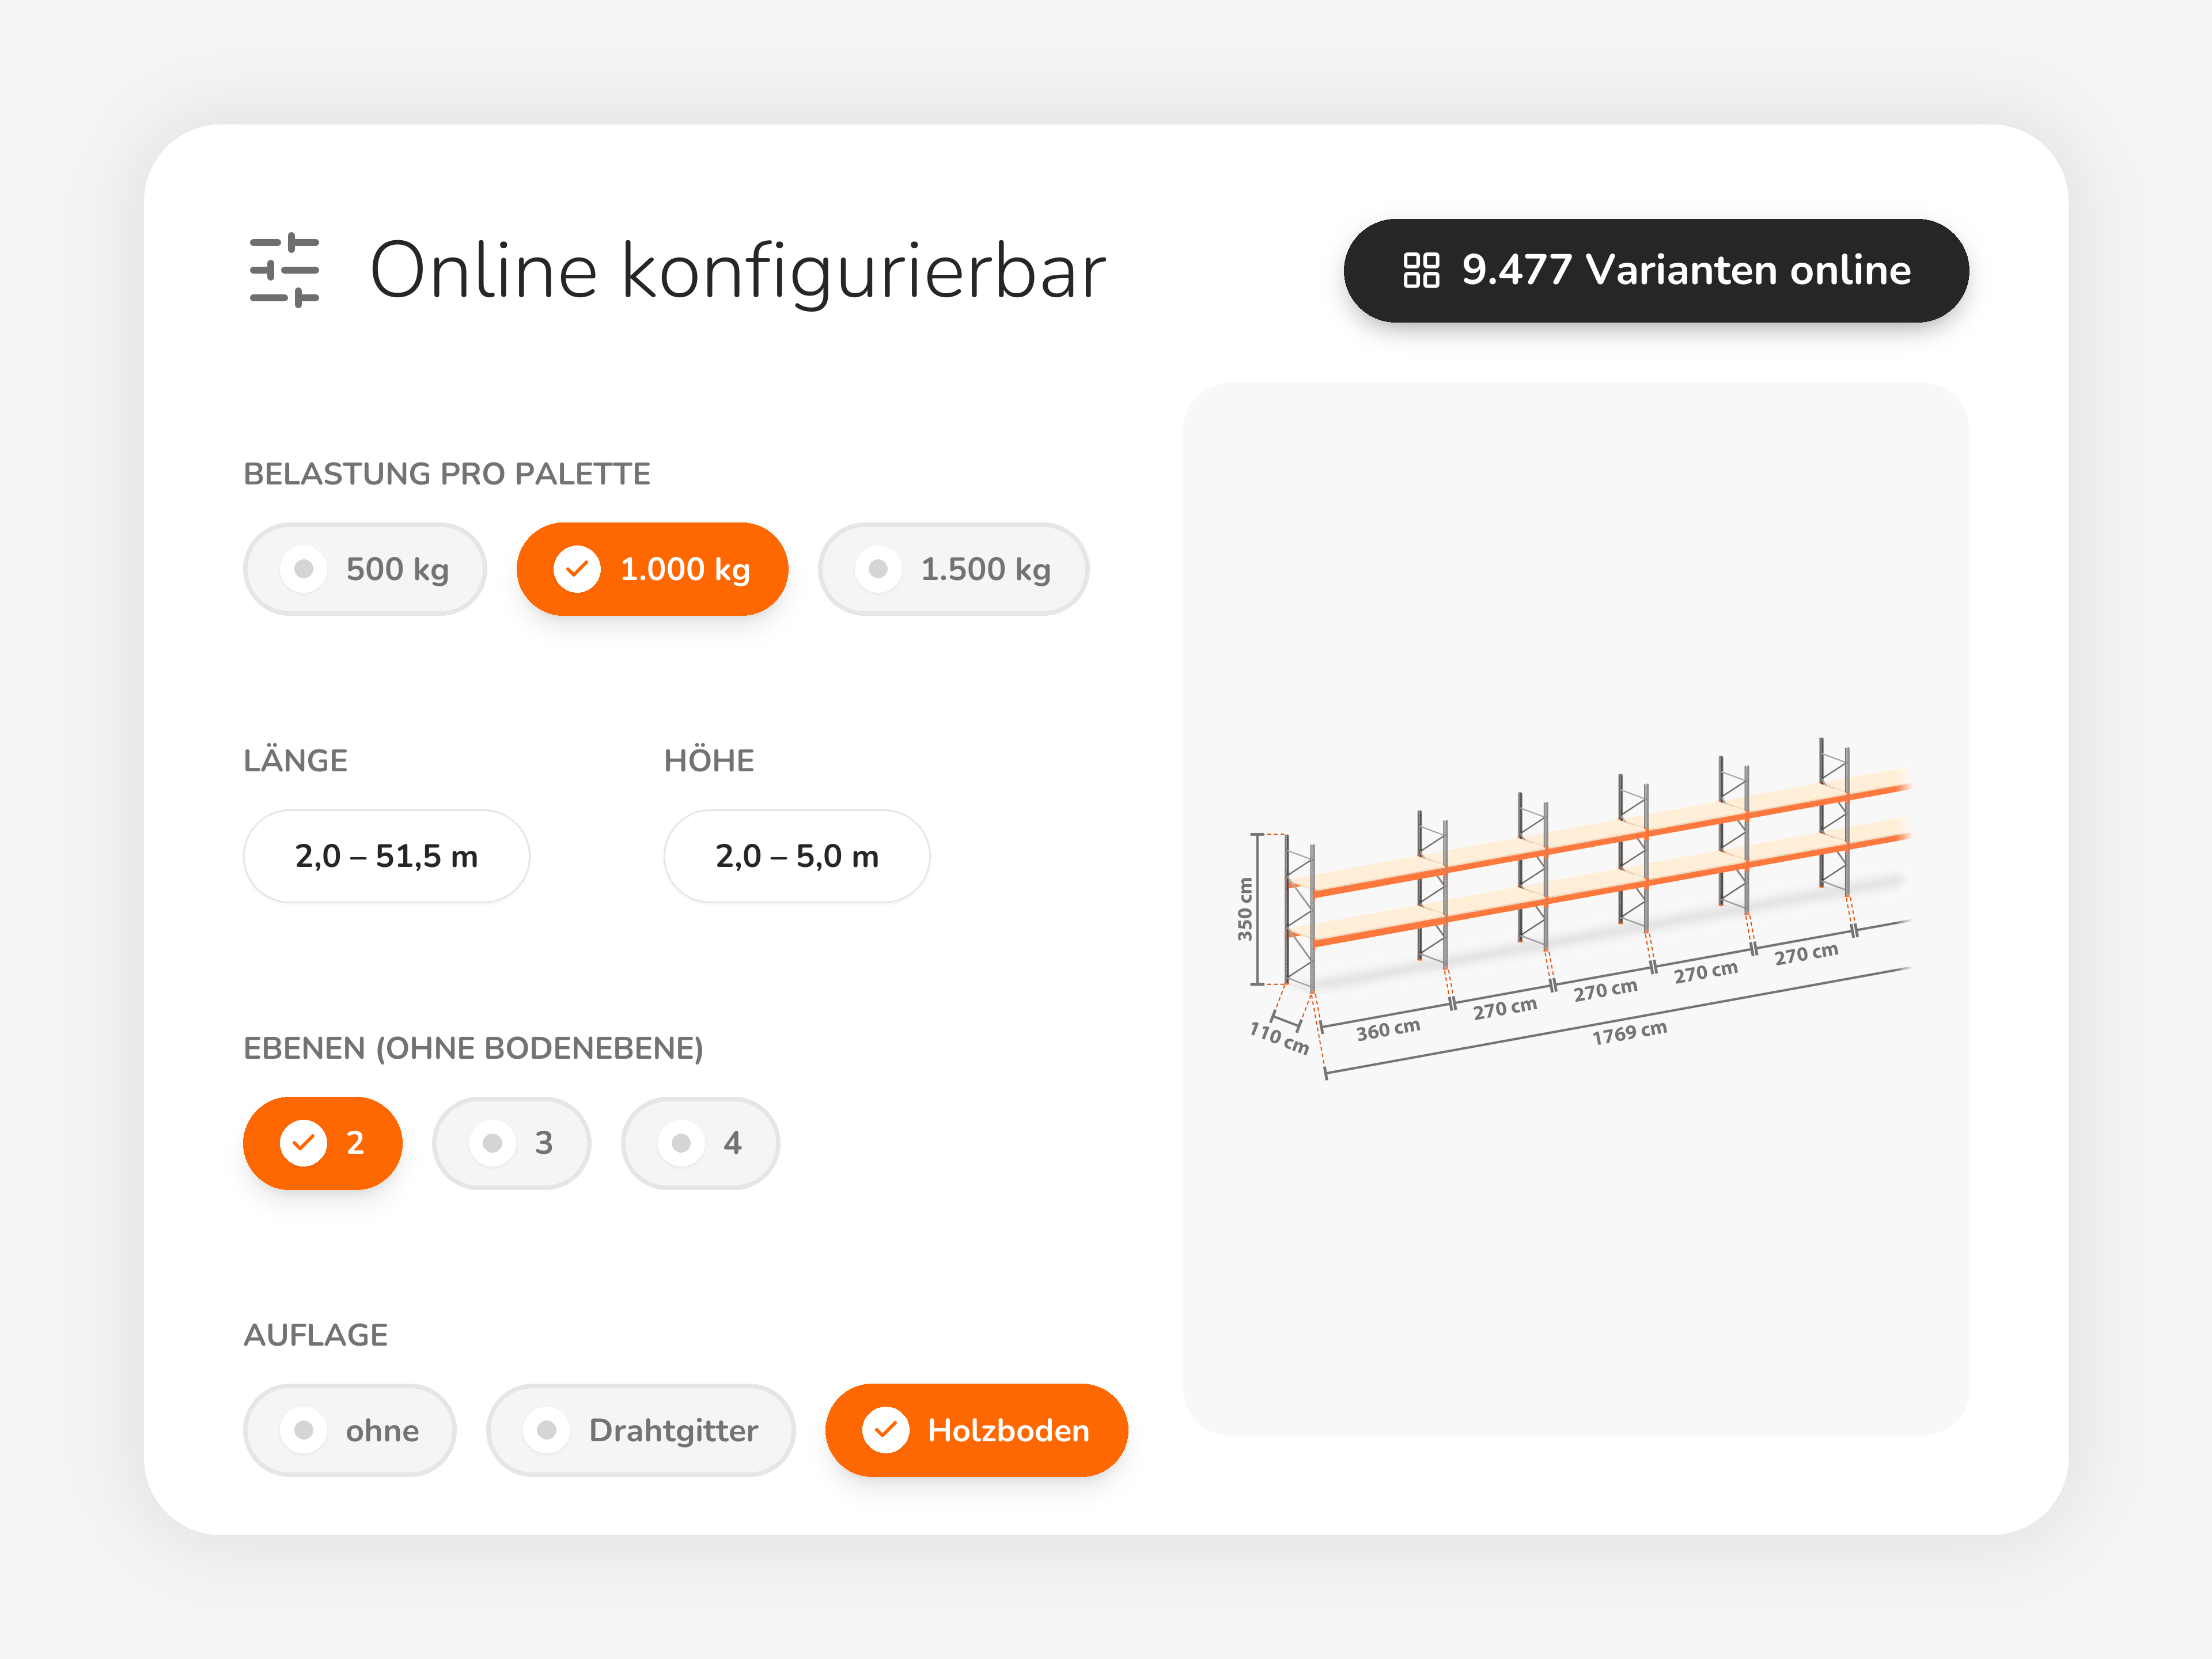 Online konfigurierbar
9.477 Varianten online
BELASTUNG PRO PALETTE
500 kg
1.000 kg
1.500 kg
LÄNGE
HÖHE
2,0 – 51,5 m
2,0 – 5,0 m
EBENEN (OHNE BODENEBENE)
2
3
4
AUFLAGE
ohne
Drahtgitter
Holzboden
350 cm
110 cm
360 cm
270 cm
270 cm
270 cm
270 cm
1769 cm